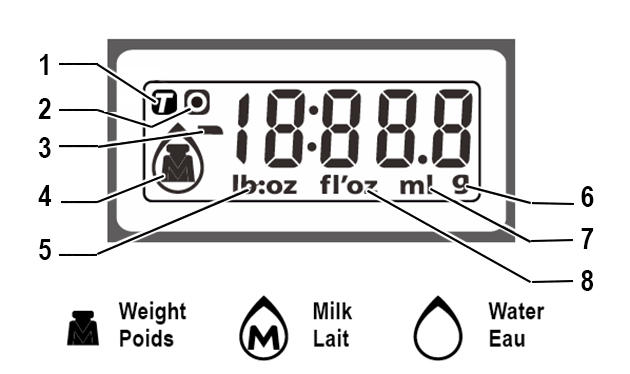 1
2
3
4
5
T O
18:88.8
M
lb:oz fl'oz ml g
6
7
8
Weight
Poids
M
Milk
Lait
Water
Eau